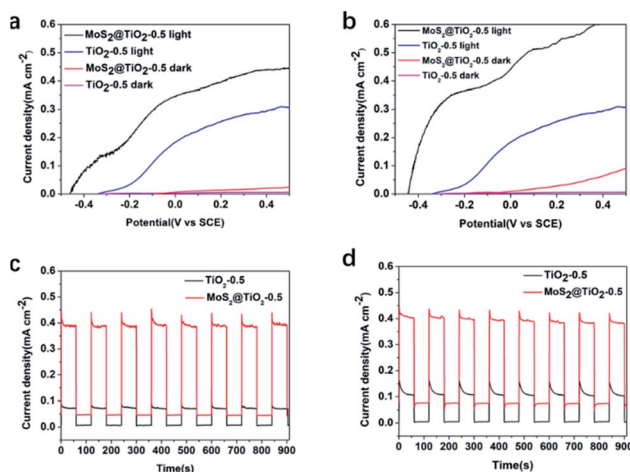 a
MoS2@TiO2-0.5 light
TiO2-0.5 light
MoS2@TiO2-0.5 dark
TiO2-0.5 dark
Current density(mA cm-2)
0.6
0.5
0.4
0.3
0.2
0.1
0.0
-0.4 -0.2 0.0 0.2 0.4
Potential(V vs SCE)
b
MoS2@TiO2-0.5 light
TiO2-0.5 light
MoS2@TiO2-0.5 dark
TiO2-0.5 dark
Current density(mA cm-2)
0.6
0.5
0.4
0.3
0.2
0.1
0.0
-0.4 -0.2 0.0 0.2 0.4
Potential(V vs SCE)
c
TiO2-0.5
MoS2@TiO2-0.5
Current density(mA cm-2)
0.6
0.5
0.4
0.3
0.2
0.1
0.0
0 100 200 300 400 500 600 700 800 900
Time(s)
d
TiO2-0.5
MoS2@TiO2-0.5
Current density(mA cm-2)
0.6
0.5
0.4
0.3
0.2
0.1
0.0
0 100 200 300 400 500 600 700 800 900
Time(s)